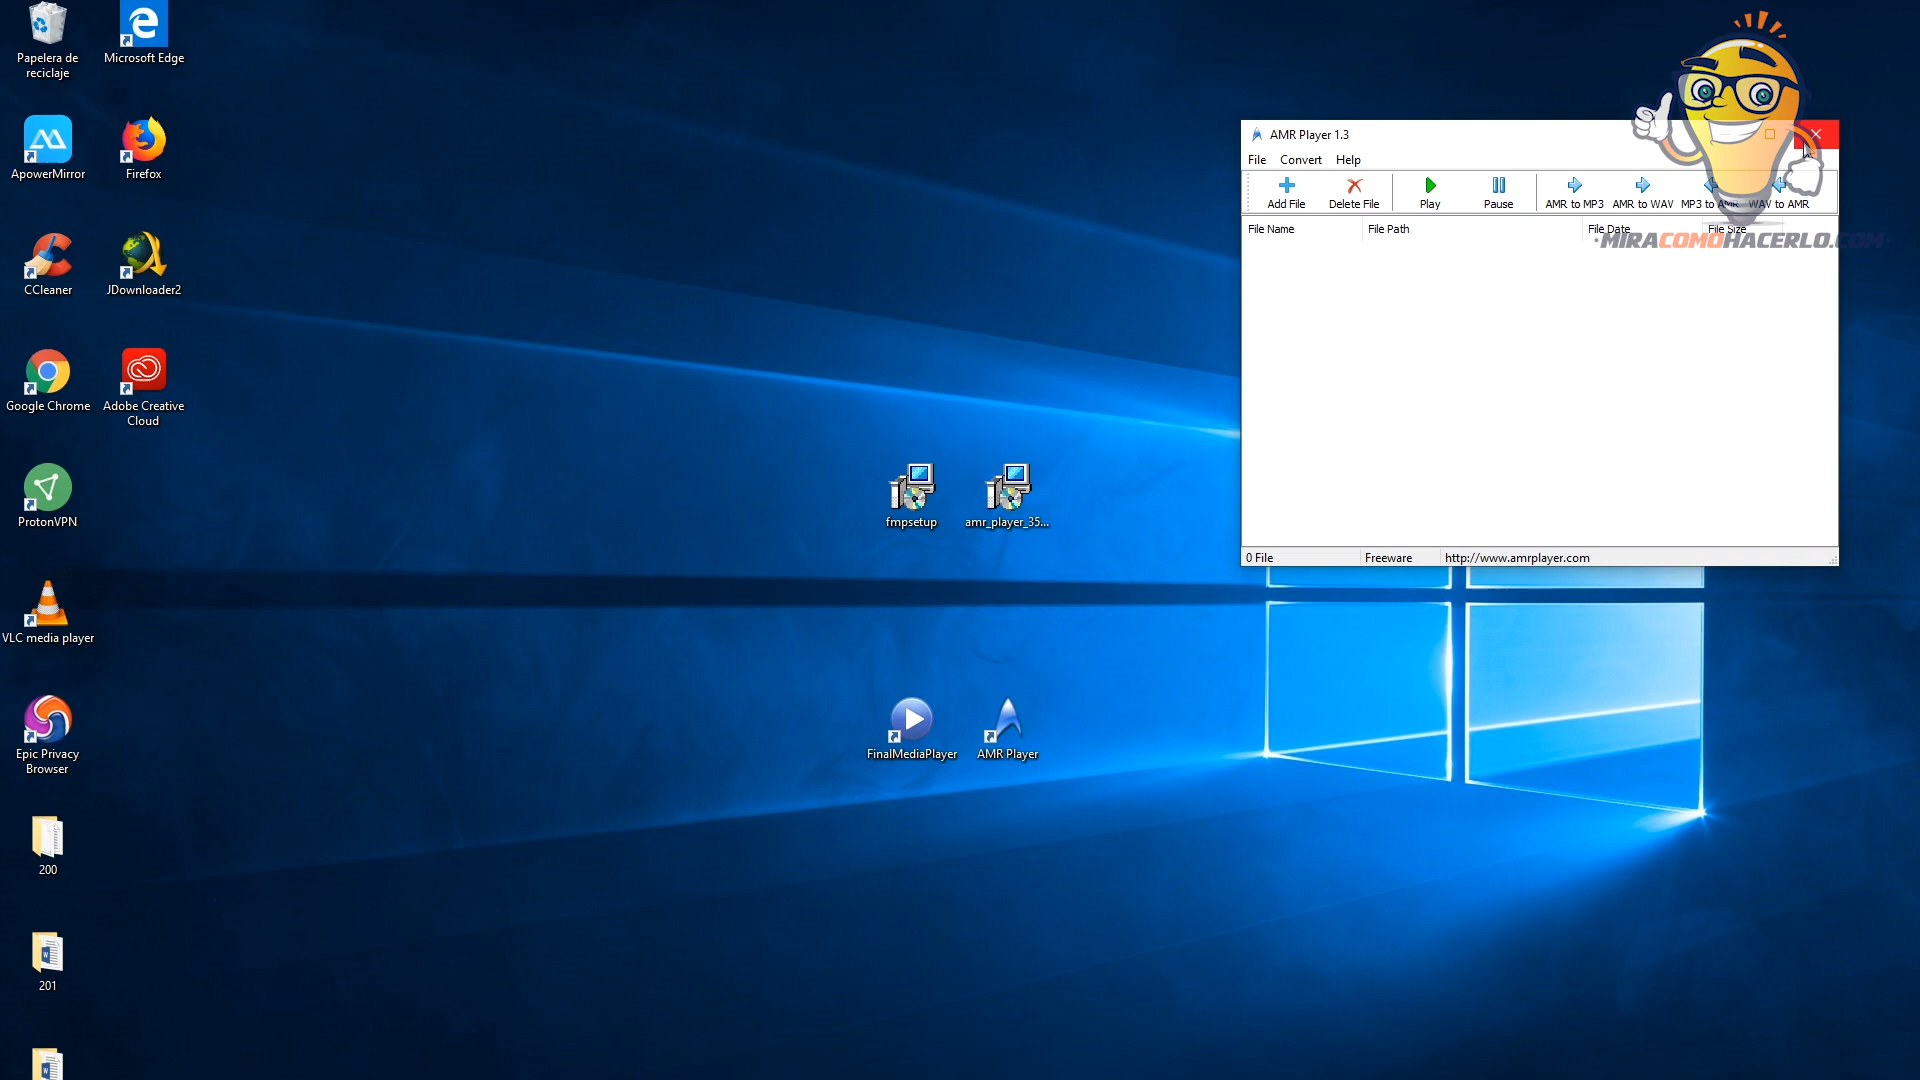 Papelera de
reciclaje
Microsoft Edge
ApowerMirror
Firefox
CCleaner
JDownloader2
Google Chrome
Adobe Creative
Cloud
ProtonVPN
VLC media player
Epic Privacy
Browser
200
201
fmpsetup
amr_player_35...
FinalMediaPlayer
AMR Player
AMR Player 1.3
File Convert Help
Add File Delete File Play Pause AMR to MP3 AMR to WAV MP3 to AMR WAV to AMR
File Name File Path File Date File Size
·MIRACOMOHACERLO.COM·
0 File Freeware http://www.amrplayer.com